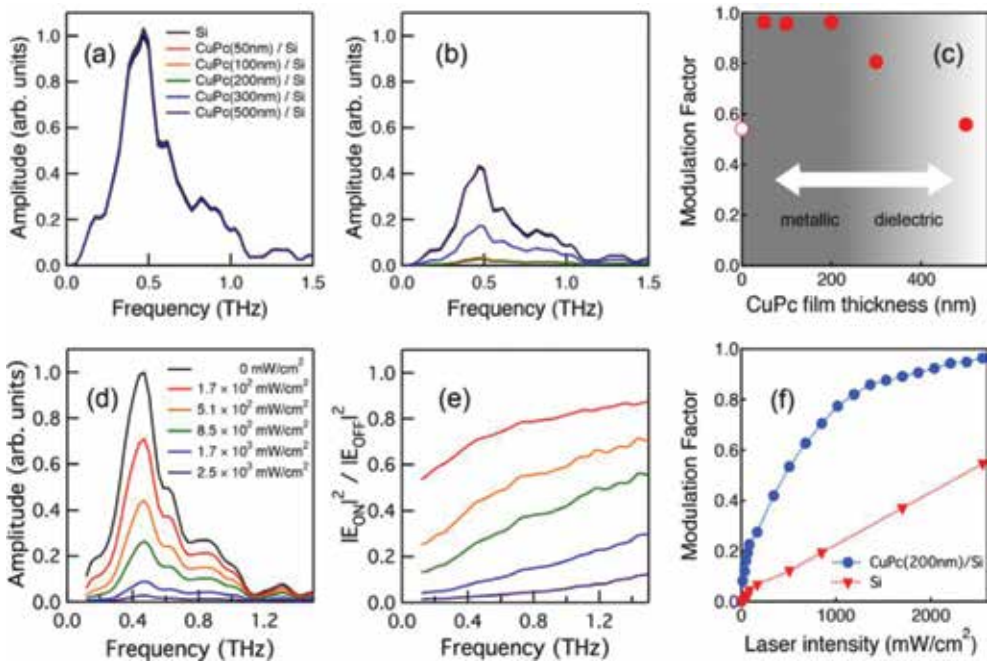 (a)
Si
CuPc(50nm) / Si
CuPc(100nm) / Si
CuPc(200nm) / Si
CuPc(300nm) / Si
CuPc(500nm) / Si
Amplitude (arb. units)
1.0
0.8
0.6
0.4
0.2
0.0
0.0 0.5 1.0 1.5
Frequency (THz)
(b)
Amplitude (arb. units)
1.0
0.8
0.6
0.4
0.2
0.0
0.0 0.5 1.0 1.5
Frequency (THz)
(c)
Modulation Factor
1.0
0.8
0.6
0.4
0.2
0.0
metallic dielectric
0 200 400
CuPc film thickness (nm)
(d)
0 mW/cm²
1.7 × 10² mW/cm²
5.1 × 10² mW/cm²
8.5 × 10² mW/cm²
1.7 × 10³ mW/cm²
2.5 × 10³ mW/cm²
Amplitude (arb. units)
1.0
0.8
0.6
0.4
0.2
0.0
0.0 0.4 0.8 1.2
Frequency (THz)
(e)
|E_ON|² / |E_OFF|²
1.0
0.8
0.6
0.4
0.2
0.0
0.0 0.4 0.8 1.2
Frequency (THz)
(f)
Modulation Factor
1.0
0.8
0.6
0.4
0.2
0.0
CuPc(200nm)/Si
Si
0 1000 2000
Laser intensity (mW/cm²)